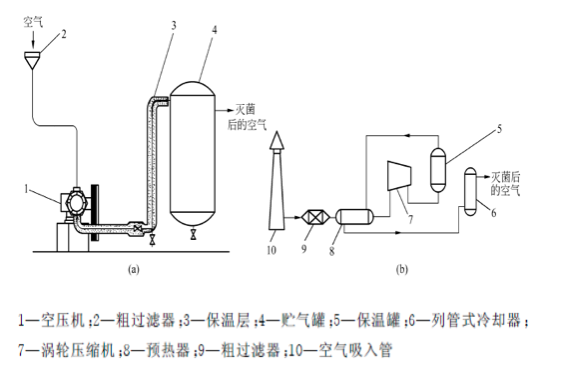 空气
2
3
4
灭菌
后的空气
1
(a)
5
灭菌后
的空气
6
7
8
9
10
(b)
1—空压机;2—粗过滤器;3—保温层;4—贮气罐;5—保温罐;6—列管式冷却器;
7—涡轮压缩机;8—预热器;9—粗过滤器;10—空气吸入管